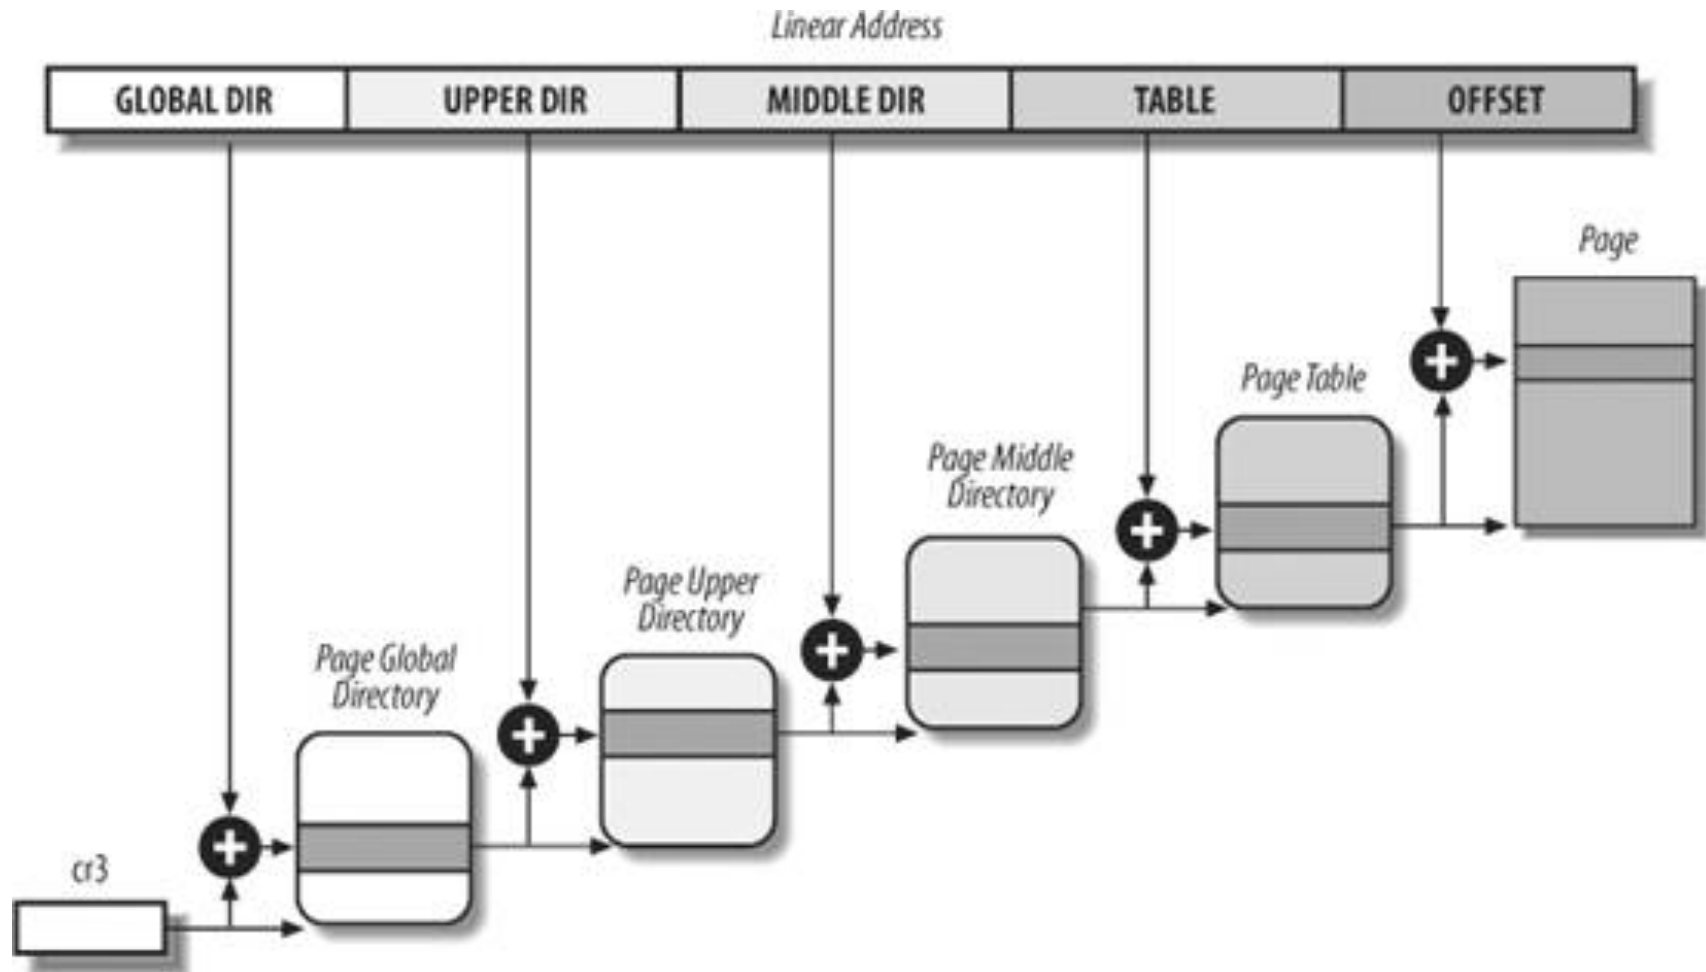 Linear Address
GLOBAL DIR
UPPER DIR
MIDDLE DIR
TABLE
OFFSET
Page
Page Table
Page Middle
Directory
Page Upper
Directory
Page Global
Directory
cr3